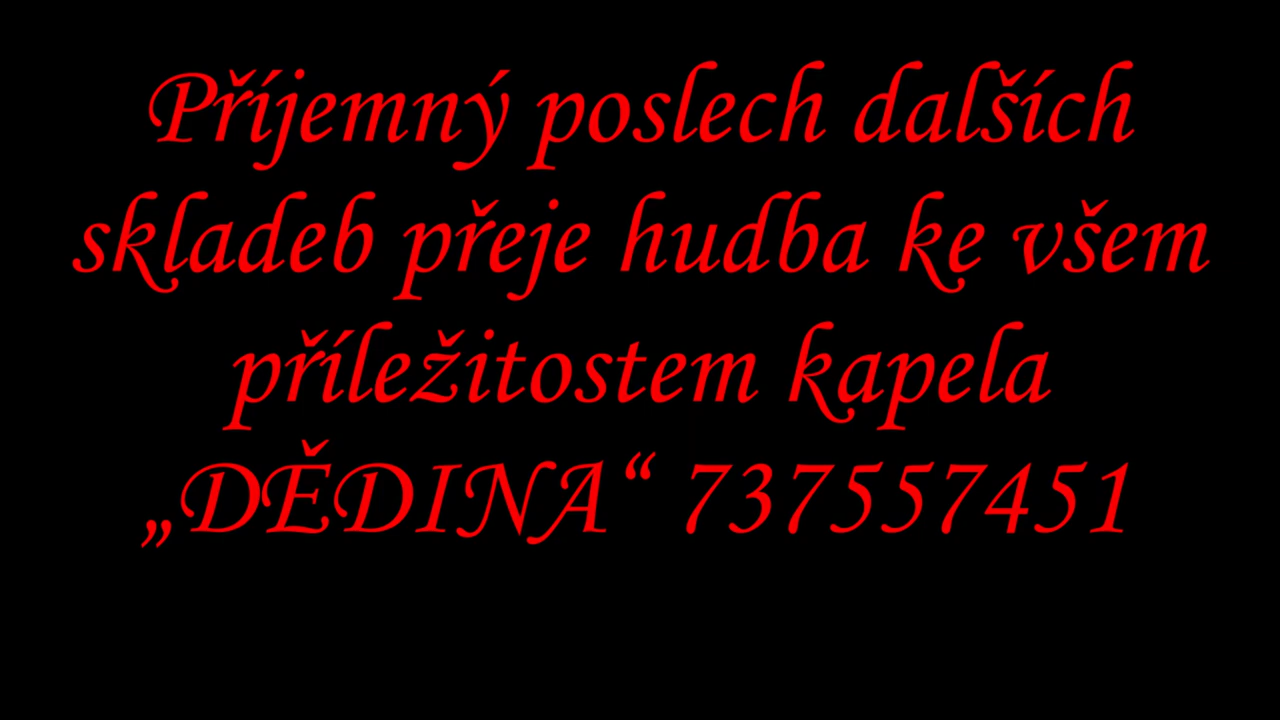 Příjemný poslech dalších
skladeb přeje hudba ke všem
příležitostem kapela
„DĚDINA“ 737557451